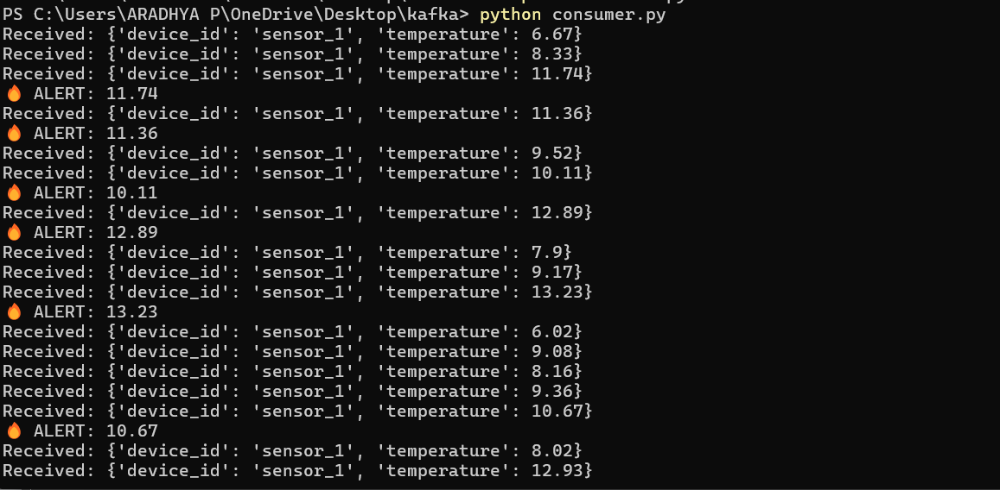 PS C:\Users\ARADHYA P\OneDrive\Desktop\kafka> python consumer.py
Received: {'device_id': 'sensor_1', 'temperature': 6.67}
Received: {'device_id': 'sensor_1', 'temperature': 8.33}
Received: {'device_id': 'sensor_1', 'temperature': 11.74}
🔥 ALERT: 11.74
Received: {'device_id': 'sensor_1', 'temperature': 11.36}
🔥 ALERT: 11.36
Received: {'device_id': 'sensor_1', 'temperature': 9.52}
Received: {'device_id': 'sensor_1', 'temperature': 10.11}
🔥 ALERT: 10.11
Received: {'device_id': 'sensor_1', 'temperature': 12.89}
🔥 ALERT: 12.89
Received: {'device_id': 'sensor_1', 'temperature': 7.9}
Received: {'device_id': 'sensor_1', 'temperature': 9.17}
Received: {'device_id': 'sensor_1', 'temperature': 13.23}
🔥 ALERT: 13.23
Received: {'device_id': 'sensor_1', 'temperature': 6.02}
Received: {'device_id': 'sensor_1', 'temperature': 9.08}
Received: {'device_id': 'sensor_1', 'temperature': 8.16}
Received: {'device_id': 'sensor_1', 'temperature': 9.36}
Received: {'device_id': 'sensor_1', 'temperature': 10.67}
🔥 ALERT: 10.67
Received: {'device_id': 'sensor_1', 'temperature': 8.02}
Received: {'device_id': 'sensor_1', 'temperature': 12.93}